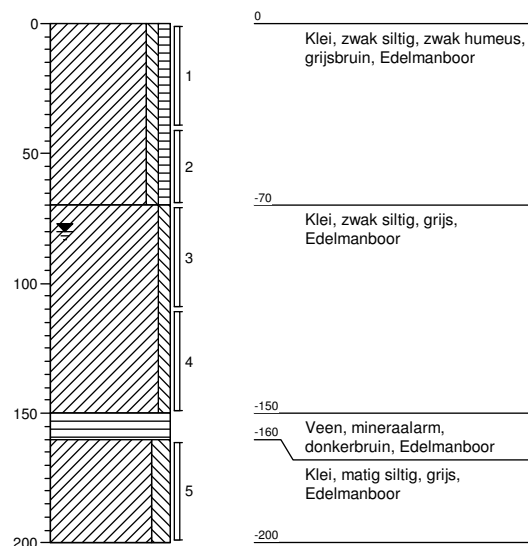 0
50
100
150
200
1
2
3
4
5
0
Klei, zwak siltig, zwak humeus,
grijsbruin, Edelmanboor
-70
Klei, zwak siltig, grijs,
Edelmanboor
-150
Veen, mineraalarm,
donkerbruin, Edelmanboor
-160
Klei, matig siltig, grijs,
Edelmanboor
-200